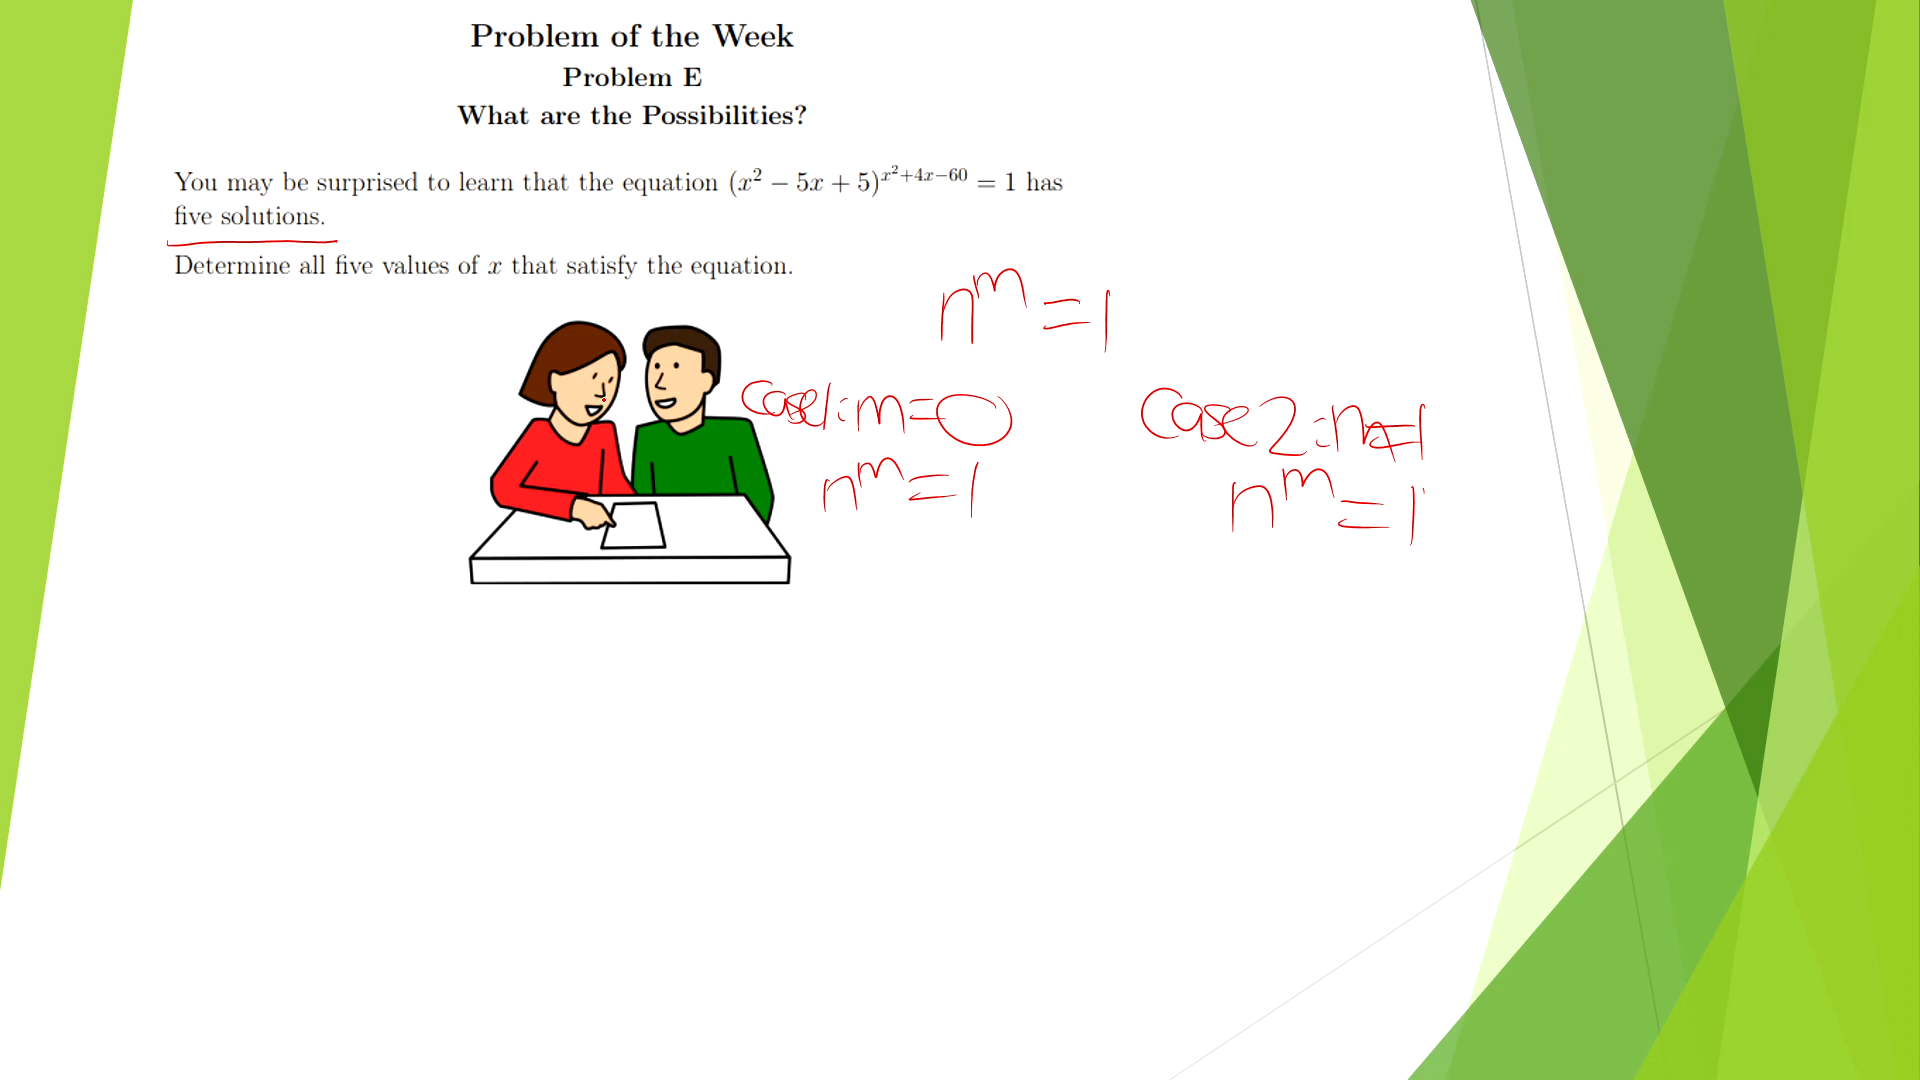 Problem of the Week
Problem E
What are the Possibilities?
You may be surprised to learn that the equation (x² − 5x + 5)^(x²+4x−60) = 1 has
five solutions.
Determine all five values of x that satisfy the equation.
n^m = 1
Case 1: m = 0
n^m = 1
Case 2: n = 1
n^m = 1